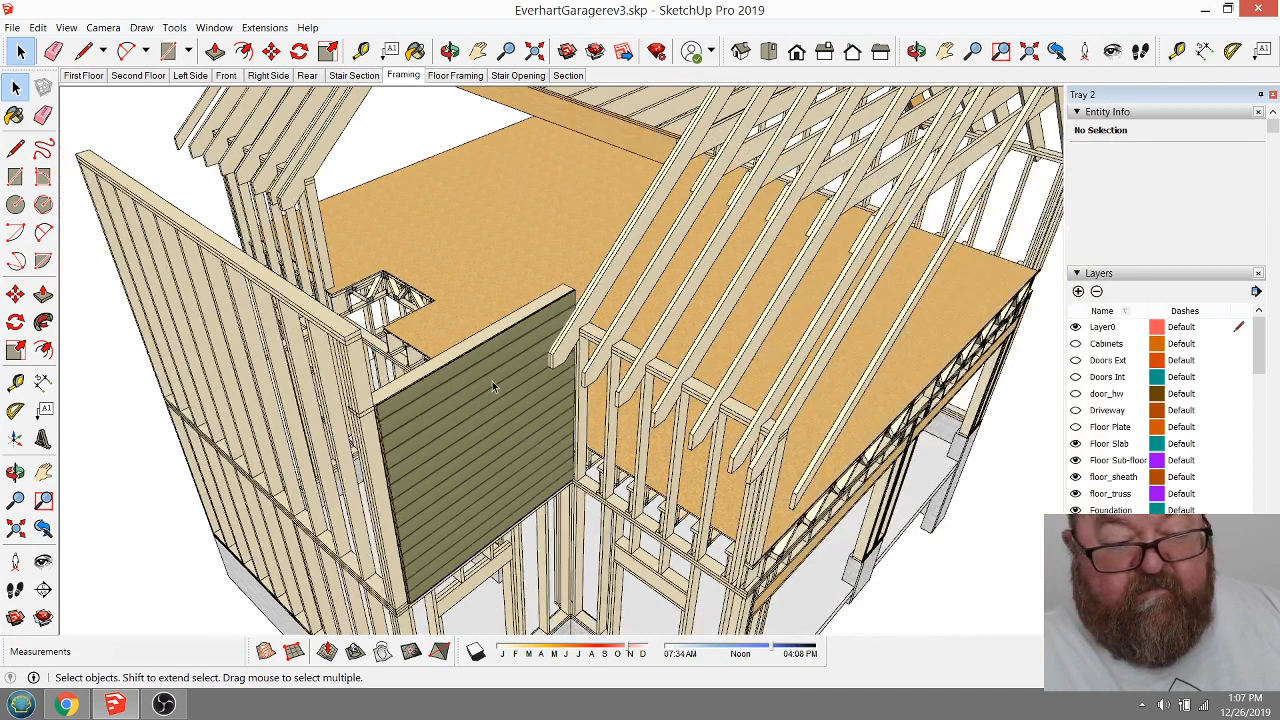 EverhartGaragerev3.skp - SketchUp Pro 2019
File Edit View Camera Draw Tools Window Extensions Help
First Floor Second Floor Left Side Front Right Side Rear Stair Section Framing Floor Framing Stair Opening Section
Tray 2
Entity Info
No Selection
Layers
Name Dashes
Layer0 Default
Cabinets Default
Doors Ext Default
Doors Int Default
door_hw Default
Driveway Default
Floor Plate Default
Floor Slab Default
Floor Sub-floor Default
floor_sheath Default
floor_truss Default
Foundation Default
Measurements
J F M A M J J A S O N D
07:34 AM Noon 04:08 PM
Select objects. Shift to extend select. Drag mouse to select multiple.
1:07 PM
12/26/2019